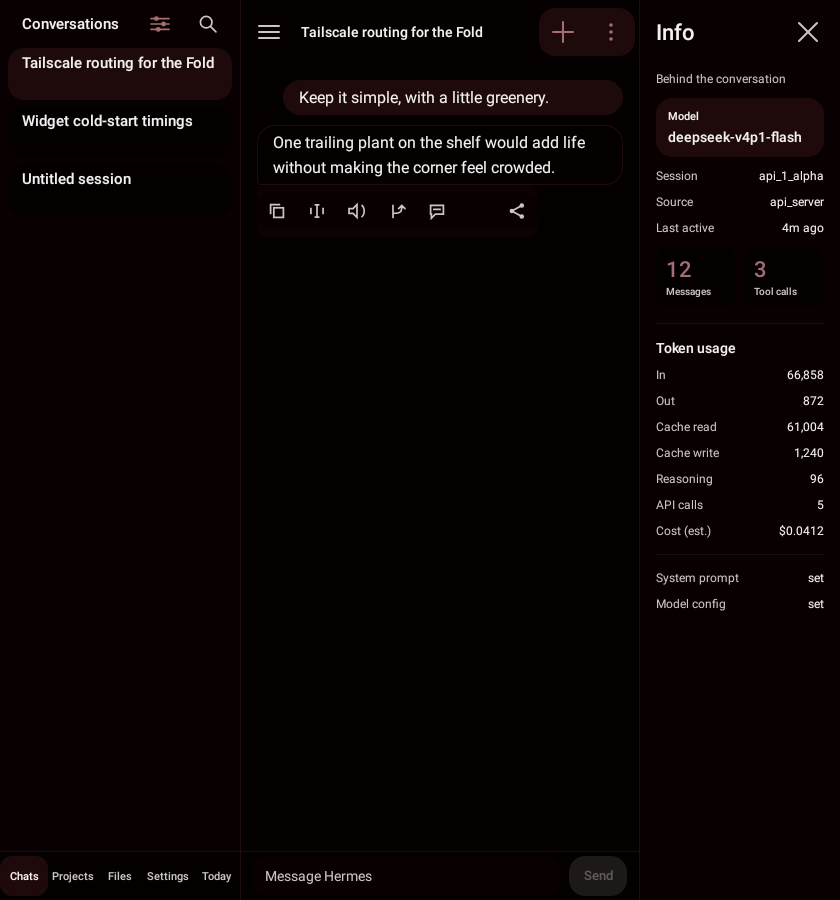 Conversations
Tailscale routing for the Fold
Widget cold-start timings
Untitled session
Chats
Projects
Files
Settings
Today
Tailscale routing for the Fold
Keep it simple, with a little greenery.
One trailing plant on the shelf would add life
without making the corner feel crowded.
Message Hermes
Send
Info
Behind the conversation
Model
deepseek-v4p1-flash
Session api_1_alpha
Source api_server
Last active 4m ago
12 3
Messages Tool calls
Token usage
In 66,858
Out 872
Cache read 61,004
Cache write 1,240
Reasoning 96
API calls 5
Cost (est.) $0.0412
System prompt set
Model config set